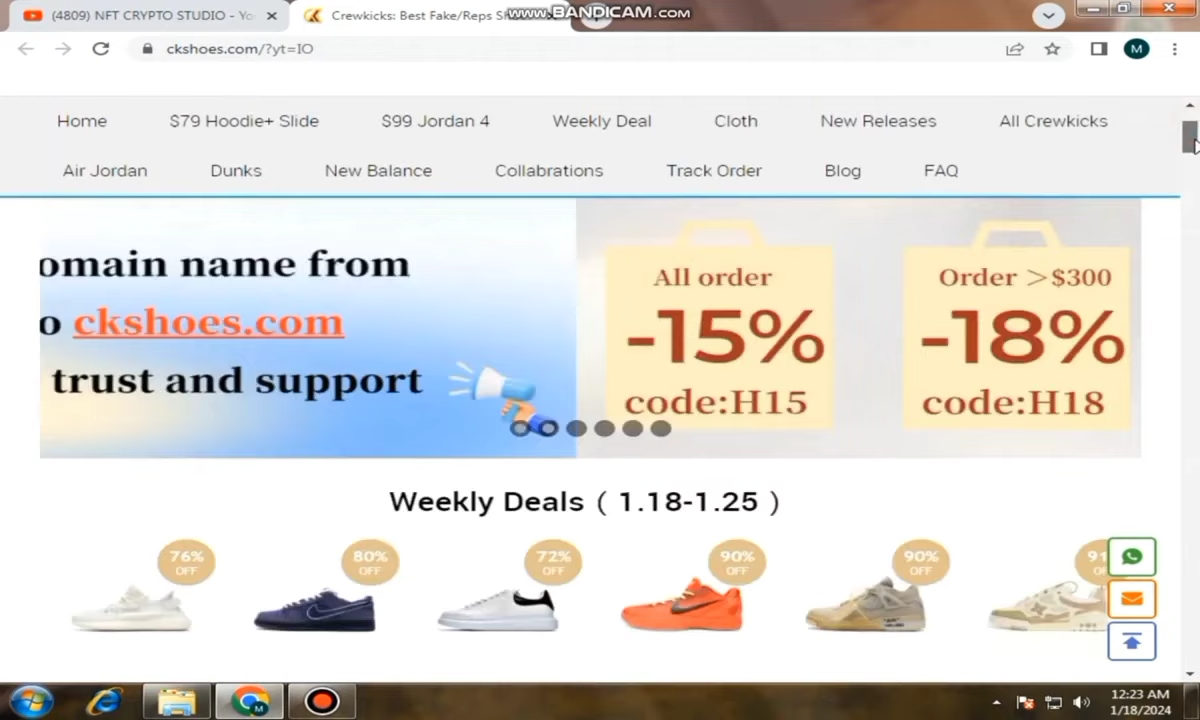 (4809) NFT CRYPTO STUDIO - Yo
Crewkicks: Best Fake/Reps
www.BANDICAM.com
ckshoes.com/?yt=IO
M
Home $79 Hoodie+ Slide $99 Jordan 4 Weekly Deal Cloth New Releases All Crewkicks
Air Jordan Dunks New Balance Collabrations Track Order Blog FAQ
omain name from
o ckshoes.com
trust and support
All order
-15%
code:H15
Order >$300
-18%
code:H18
Weekly Deals ( 1.18-1.25 )
76% OFF
80% OFF
72% OFF
90% OFF
90% OFF
91
12:23 AM
1/18/2024